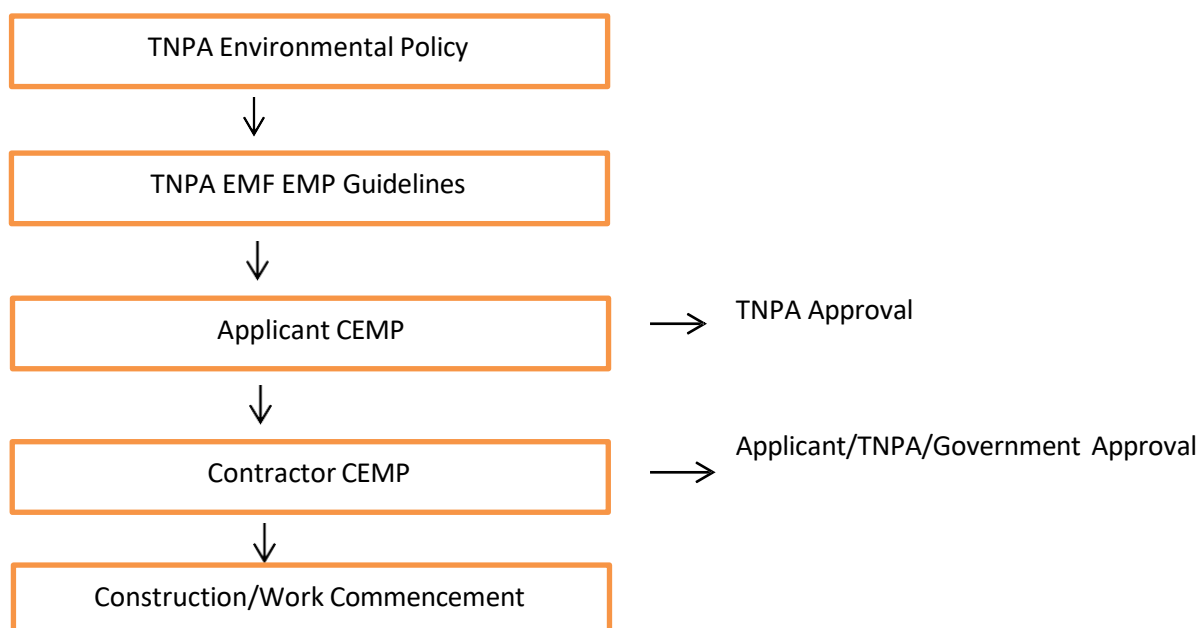 TNPA Environmental Policy
TNPA EMF EMP Guidelines
Applicant CEMP
TNPA Approval
Contractor CEMP
Applicant/TNPA/Government Approval
Construction/Work Commencement